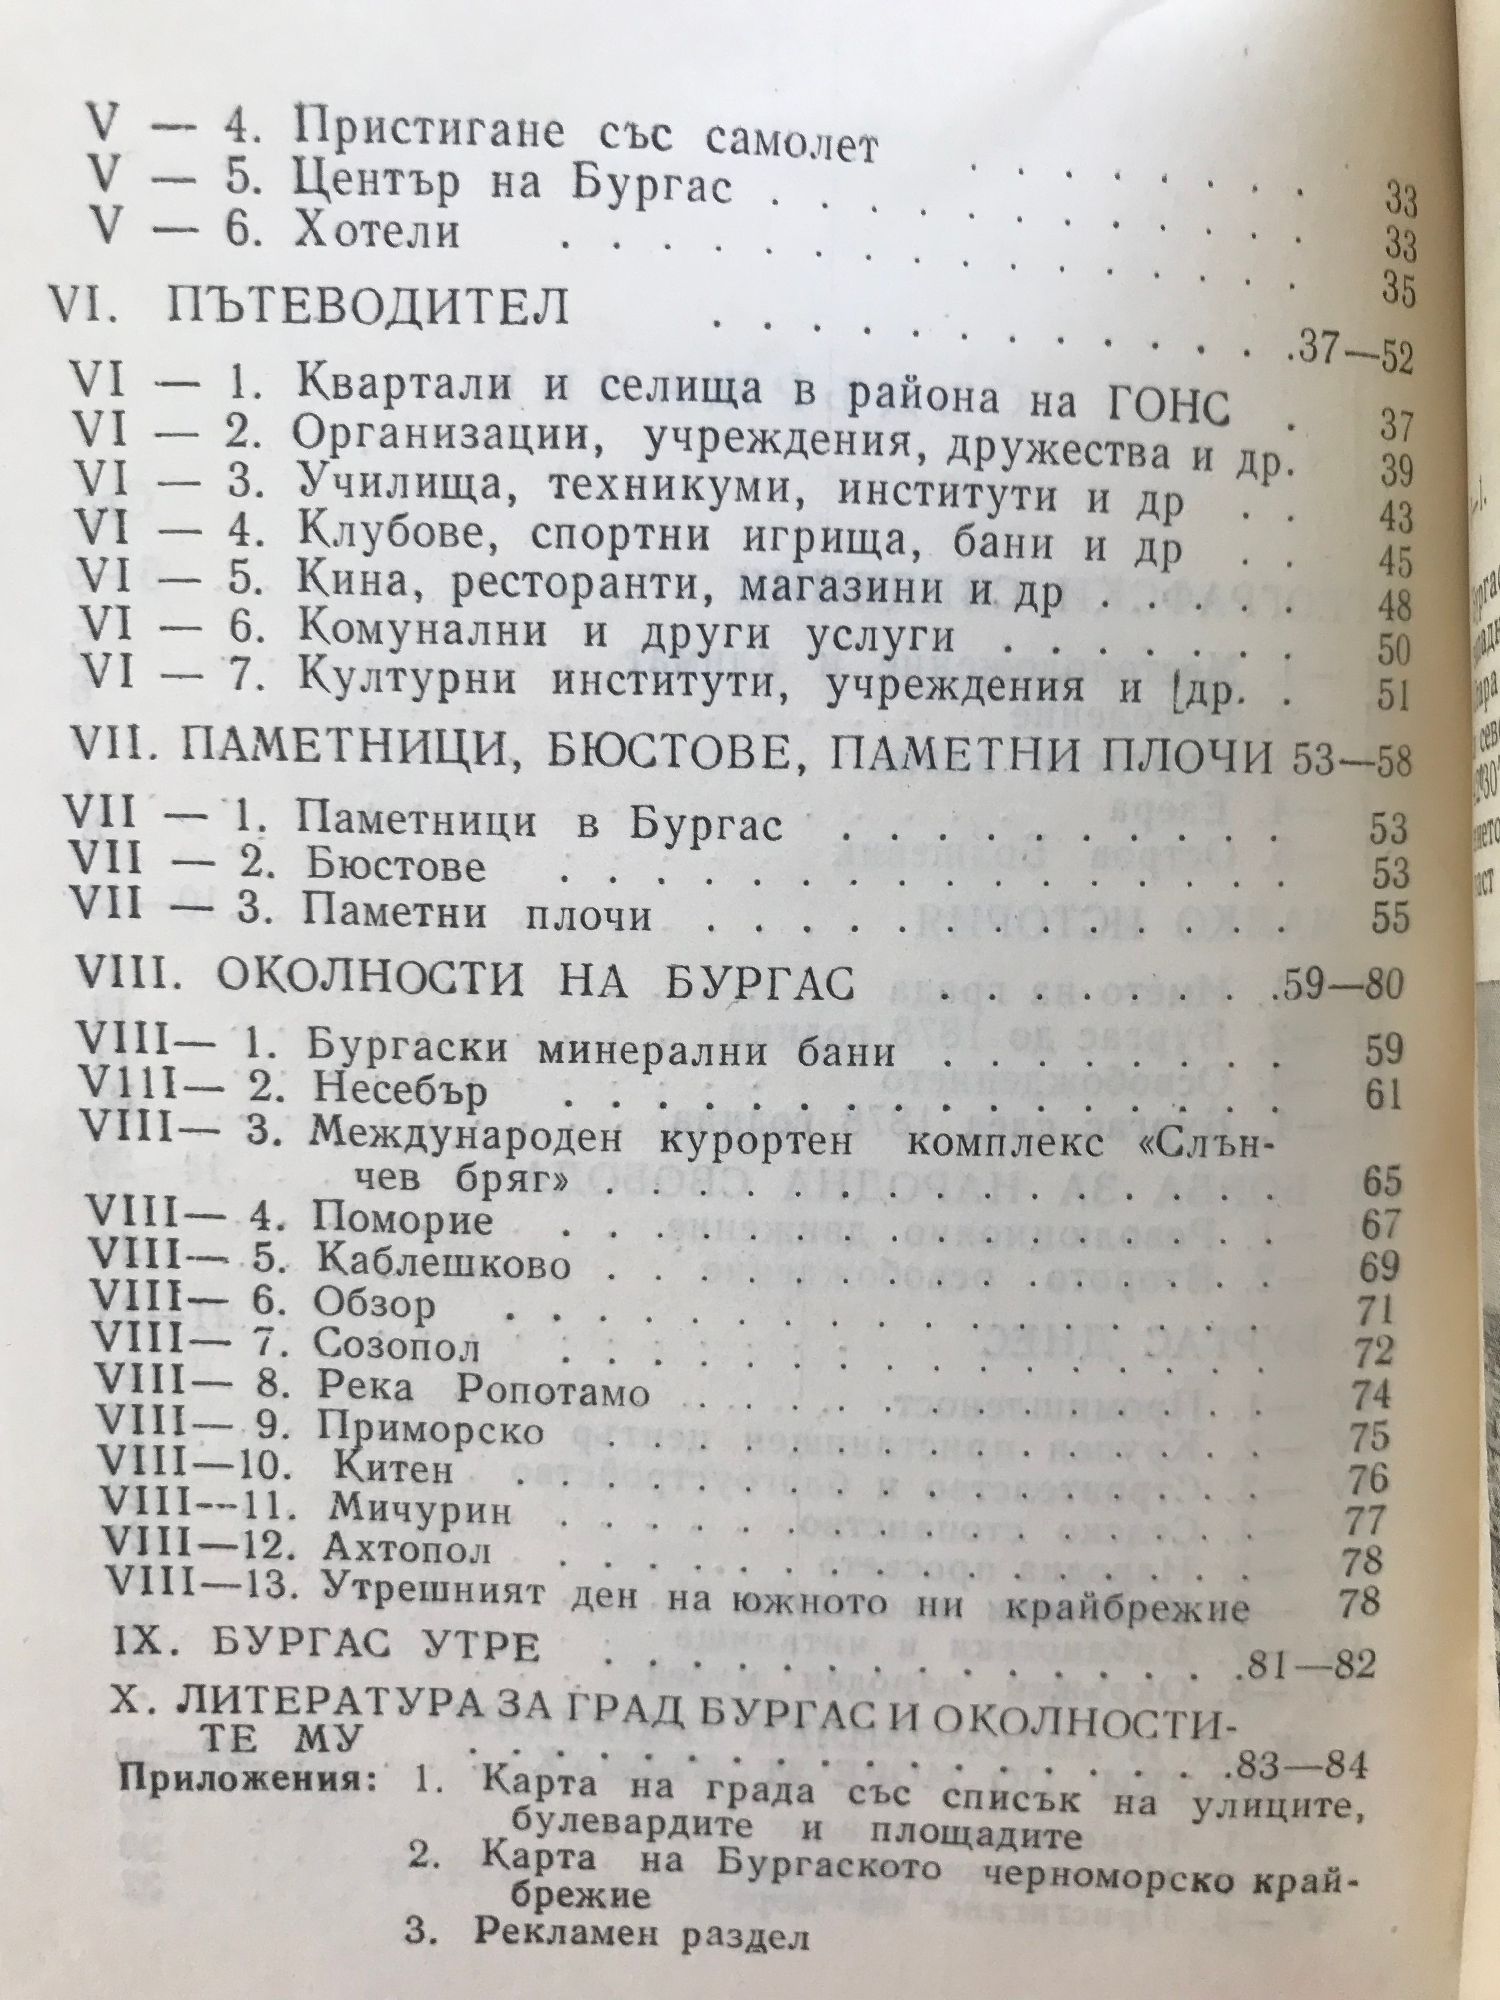 V — 4. Пристигане със самолет . . . . . . . 33
V — 5. Център на Бургас . . . . . . . . . . . 33
V — 6. Хотели . . . . . . . . . . . . . . . . 35
VI. ПЪТЕВОДИТЕЛ . . . . . . . . . . . .37—52
VI — 1. Квартали и селища в района на ГОНС . 37
VI — 2. Организации, учреждения, дружества и др. 39
VI — 3. Училища, техникуми, институти и др . . 43
VI — 4. Клубове, спортни игрища, бани и др . . 45
VI — 5. Кина, ресторанти, магазини и др . . . . . 48
VI — 6. Комунални и други услуги . . . . . . . 50
VI — 7. Културни институти, учреждения и [др. . 51
VII. ПАМЕТНИЦИ, БЮСТОВЕ, ПАМЕТНИ ПЛОЧИ 53—58
VII — 1. Паметници в Бургас . . . . . . . . . . 53
VII — 2. Бюстове . . . . . . . . . . . . . . . . 53
VII — 3. Паметни плочи . . . . . . . . . . . . . 55
VIII. ОКОЛНОСТИ НА БУРГАС . . . . . . . .59—80
VIII— 1. Бургаски минерални бани . . . . . . . . 59
VIII— 2. Несебър . . . . . . . . . . . . . . . . 61
VIII— 3. Международен курортен комплекс «Слън-
чев бряг» . . . . . . . . . . . . . . . 65
VIII— 4. Поморие . . . . . . . . . . . . . . . . 67
VIII— 5. Каблешково . . . . . . . . . . . . . . . 69
VIII— 6. Обзор . . . . . . . . . . . . . . . . . 71
VIII— 7. Созопол . . . . . . . . . . . . . . . . 72
VIII— 8. Река Ропотамо . . . . . . . . . . . . . 74
VIII— 9. Приморско . . . . . . . . . . . . . . . 75
VIII—10. Китен . . . . . . . . . . . . . . . . . 76
VIII--11. Мичурин . . . . . . . . . . . . . . . 77
VIII—12. Ахтопол . . . . . . . . . . . . . . . . 78
VIII—13. Утрешният ден на южното ни крайбрежие 78
IX. БУРГАС УТРЕ . . . . . . . . . . . . . . .81—82
X. ЛИТЕРАТУРА ЗА ГРАД БУРГАС И ОКОЛНОСТИ-
ТЕ МУ . . . . . . . . . . . . . . . . . .83—84
Приложения: 1. Карта на града със списък на улиците,
булевардите и площадите
2. Карта на Бургаското черноморско край-
брежие
3. Рекламен раздел